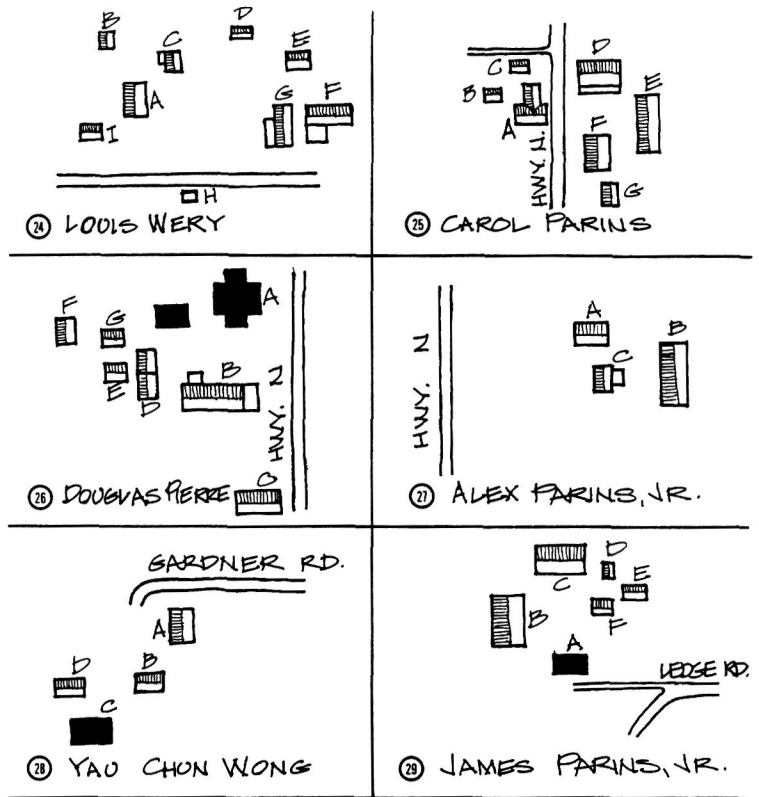 B
D
C
E
A
G
F
I
H
24 LOUIS WERY
D
C
E
B
A
F
HWY. N.
G
25 CAROL PARINS
F
G
A
E
D
B
HWY. N
C
26 DOUGLAS PIERRE
A
B
C
HWY. N
27 ALEX PARINS, JR.
GARDNER RD.
A
D
B
C
28 YAU CHUN WONG
D
C
E
B
F
A
LEDGE RD.
29 JAMES PARINS, JR.